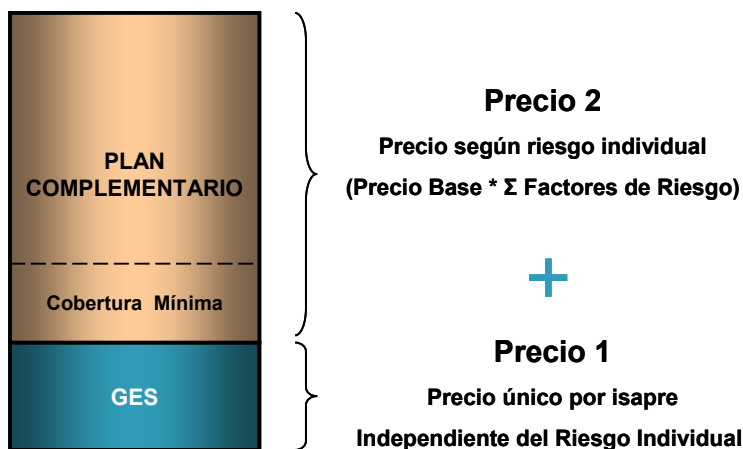 PLAN
COMPLEMENTARIO
Cobertura Mínima
GES
Precio 2
Precio según riesgo individual
(Precio Base * Σ Factores de Riesgo)
+
Precio 1
Precio único por isapre
Independiente del Riesgo Individual